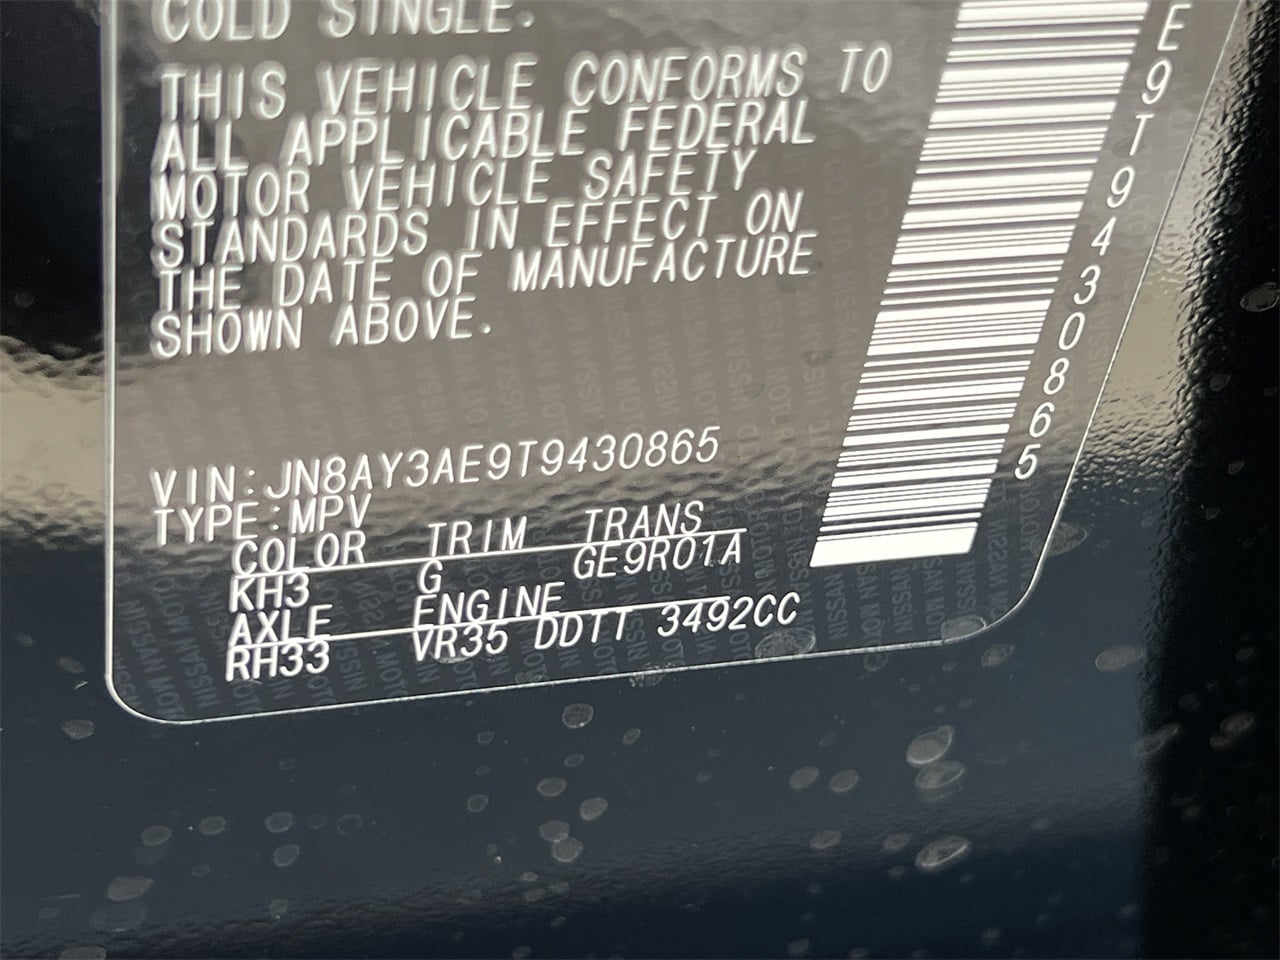 COLD SINGLE.
THIS VEHICLE CONFORMS TO
ALL APPLICABLE FEDERAL
MOTOR VEHICLE SAFETY
STANDARDS IN EFFECT ON
THE DATE OF MANUFACTURE
SHOWN ABOVE.
VIN:JN8AY3AE9T9430865
TYPE:MPV
COLOR TRIM TRANS
KH3 G GE9R01A
AXLE ENGINE
RH33 VR35 DDTT 3492CC
E9T9430865